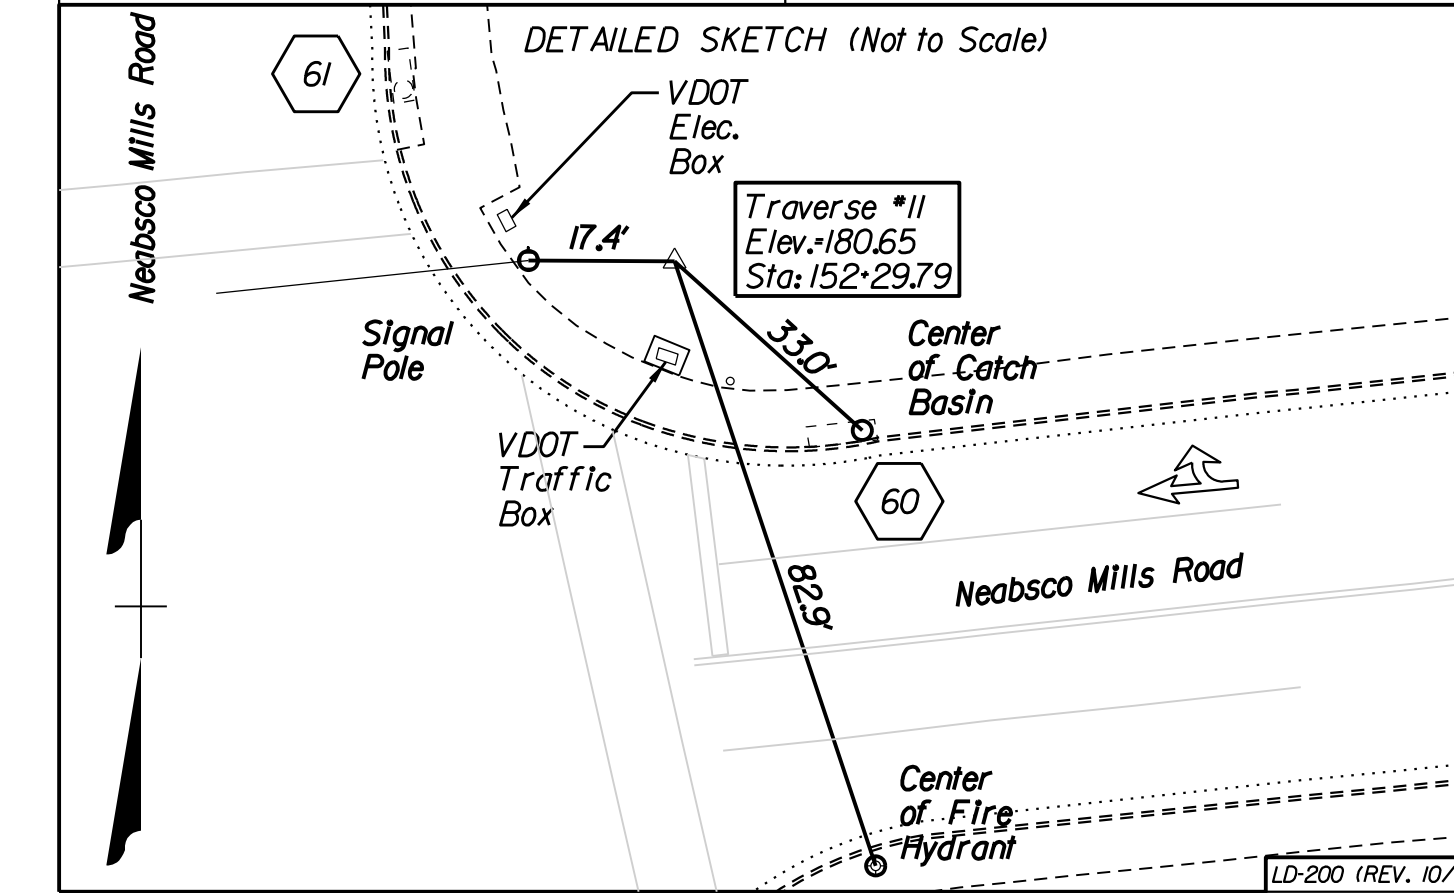 DETAILED SKETCH (Not to Scale)
Neabsco Mills Road
61
VDOT
Elec.
Box
Traverse #11
Elev.=180.65
Sta: 152+29.79
17.4'
33.0'
Signal
Pole
Center
of Catch
Basin
VDOT
Traffic
Box
60
82.9'
Neabsco Mills Road
Center
of Fire
Hydrant
LD-200 (REV. 10/